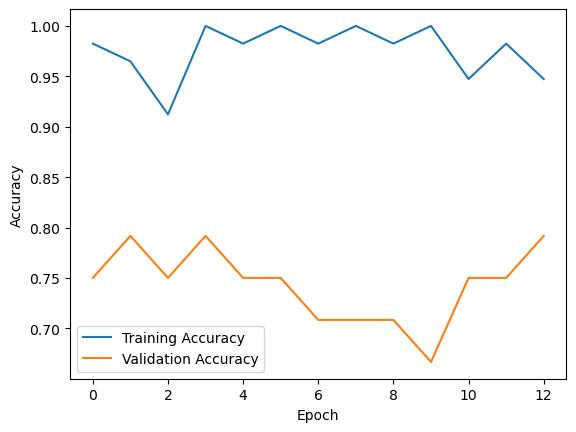 1.00
0.95
0.90
0.85
0.80
0.75
0.70
Accuracy
Training Accuracy
Validation Accuracy
0 2 4 6 8 10 12
Epoch